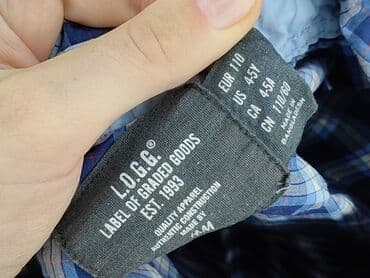 L.O.G.G.®
LABEL OF GRADED GOODS
EST. 1993
QUALITY APPAREL
AUTHENTIC CONSTRUCTION
MADE BY
EUR 110
US 4-5Y
CA 4-5A
CN 110/60
MADE IN
BANGLADESH